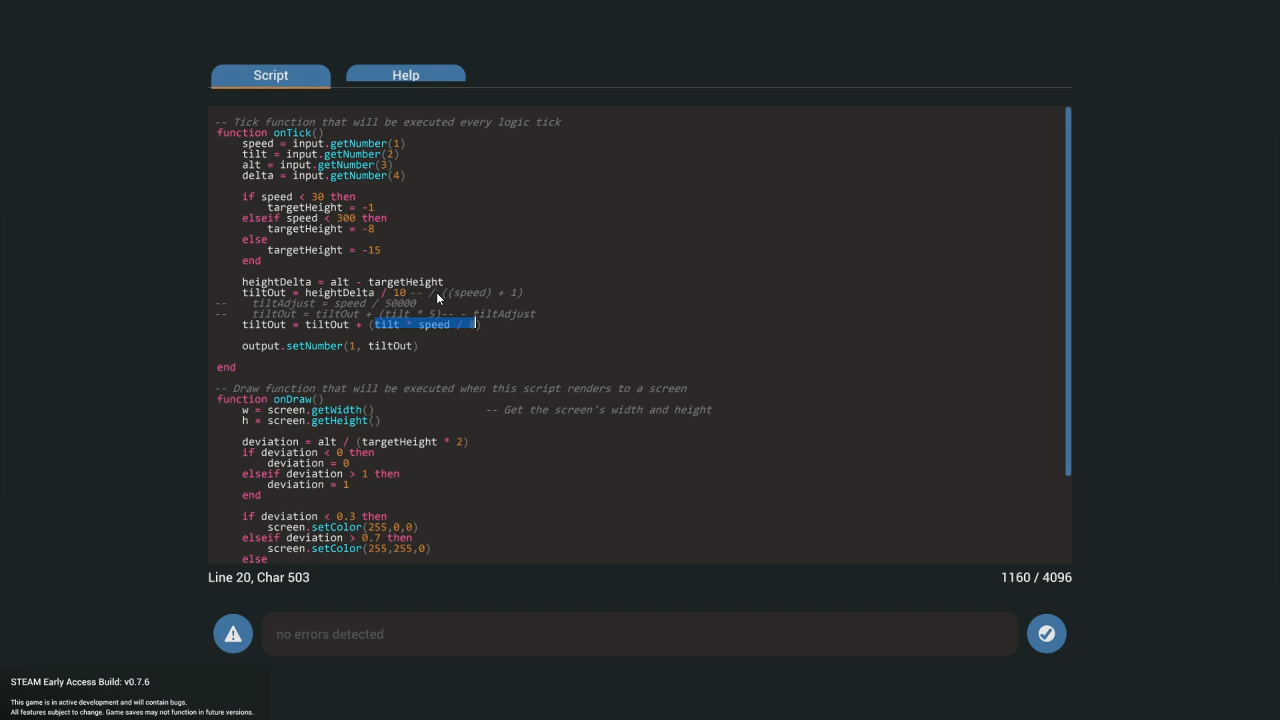 Script
Help
-- Tick function that will be executed every logic tick
function onTick()
    speed = input.getNumber(1)
    tilt = input.getNumber(2)
    alt = input.getNumber(3)
    delta = input.getNumber(4)

    if speed < 30 then
        targetHeight = -1
    elseif speed < 300 then
        targetHeight = -8
    else
        targetHeight = -15
    end

    heightDelta = alt - targetHeight
    tiltOut = heightDelta / 10 -- / ((speed) + 1)
--    tiltAdjust = speed / 50000
--    tiltOut = tiltOut + (tilt * 5)-- - tiltAdjust
    tiltOut = tiltOut + (tilt * speed / 8)

    output.setNumber(1, tiltOut)

end

-- Draw function that will be executed when this script renders to a screen
function onDraw()
    w = screen.getWidth()                  -- Get the screen's width and height
    h = screen.getHeight()

    deviation = alt / (targetHeight * 2)
    if deviation < 0 then
        deviation = 0
    elseif deviation > 1 then
        deviation = 1
    end

    if deviation < 0.3 then
        screen.setColor(255,0,0)
    elseif deviation > 0.7 then
        screen.setColor(255,255,0)
    else
Line 20, Char 503
1160 / 4096
no errors detected
STEAM Early Access Build: v0.7.6
This game is in active development and will contain bugs.
All features subject to change. Game saves may not function in future versions.